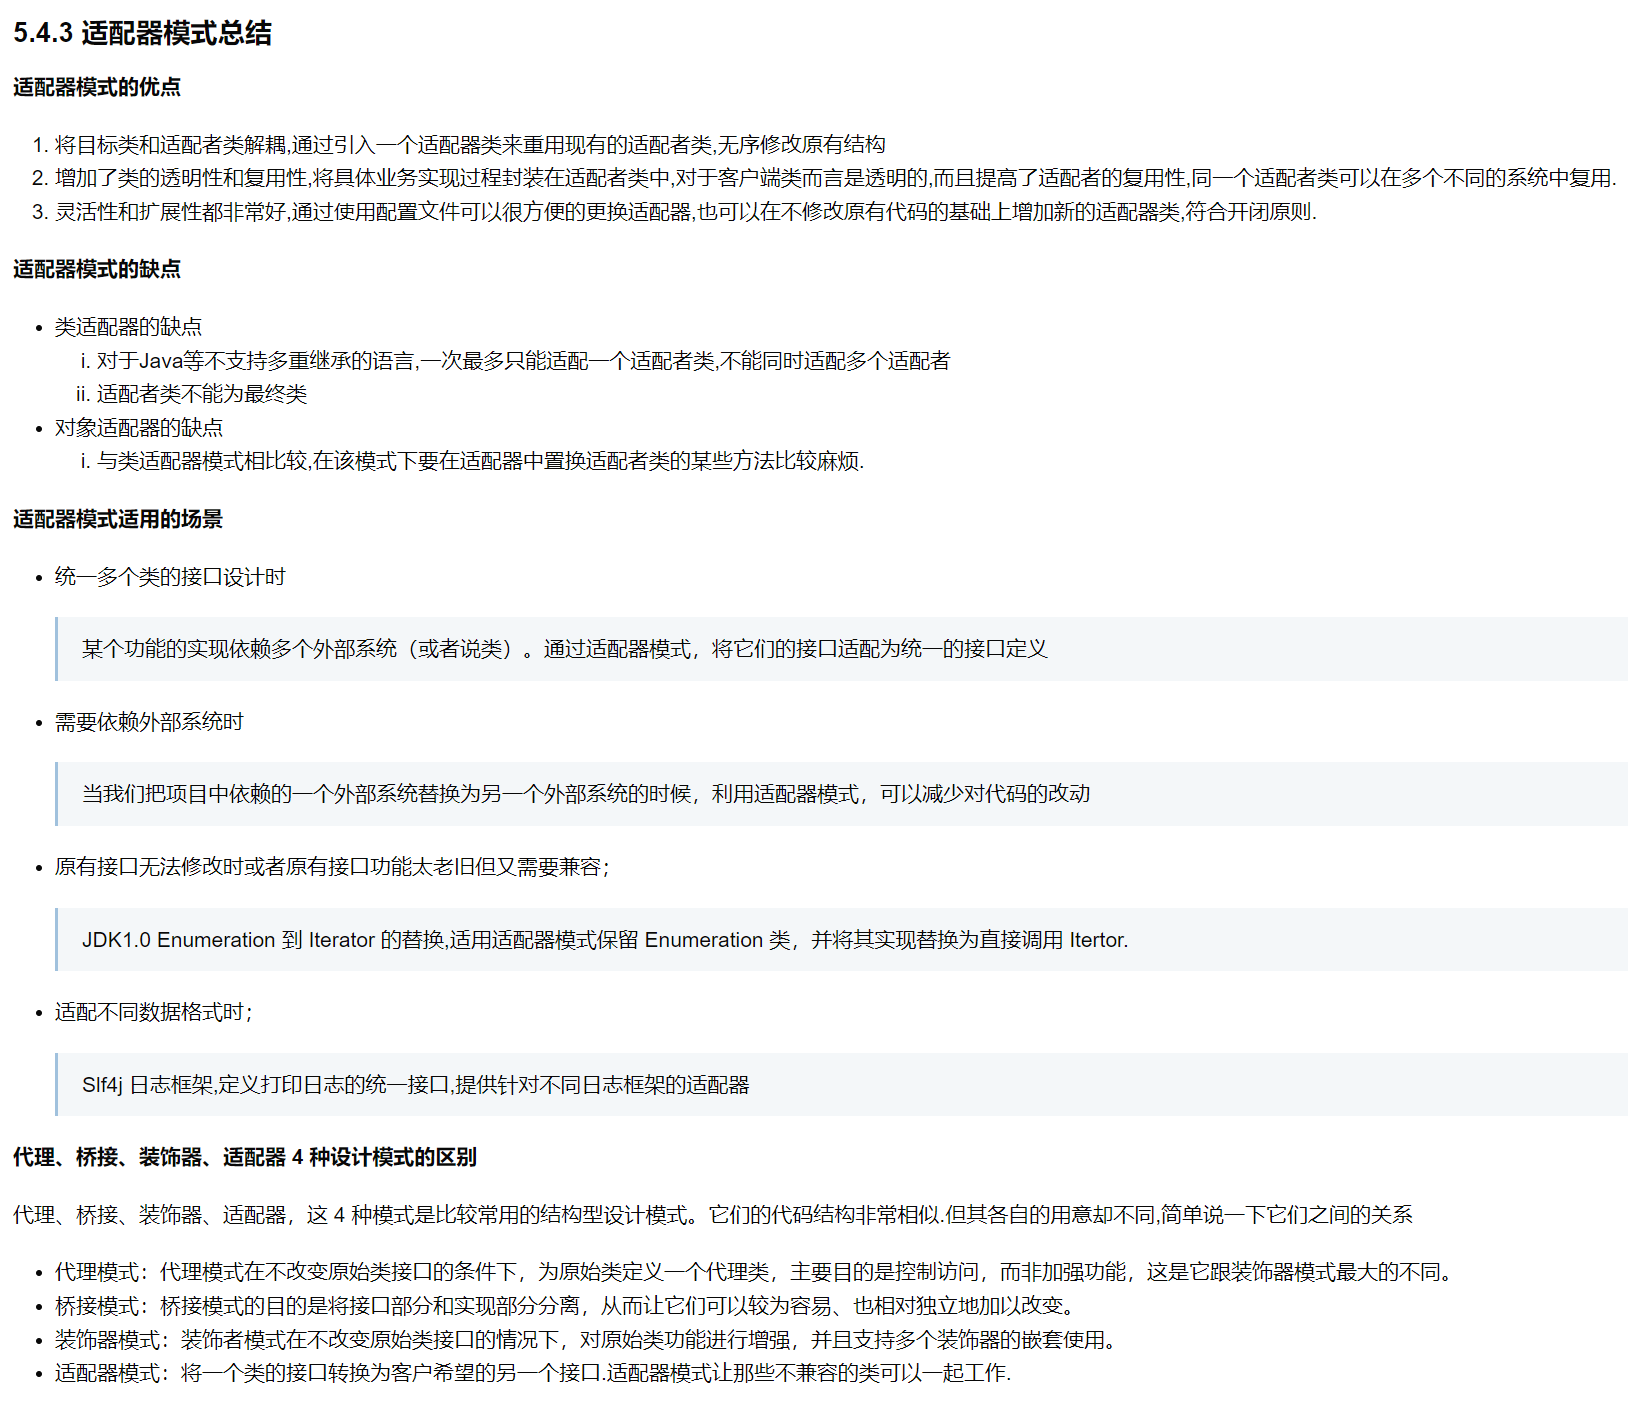 5.4.3 适配器模式总结
适配器模式的优点
1. 将目标类和适配者类解耦,通过引入一个适配器类来重用现有的适配者类,无序修改原有结构
2. 增加了类的透明性和复用性,将具体业务实现过程封装在适配者类中,对于客户端类而言是透明的,而且提高了适配者的复用性,同一个适配者类可以在多个不同的系统中复用.
3. 灵活性和扩展性都非常好,通过使用配置文件可以很方便的更换适配器,也可以在不修改原有代码的基础上增加新的适配器类,符合开闭原则.
适配器模式的缺点
• 类适配器的缺点
i. 对于Java等不支持多重继承的语言,一次最多只能适配一个适配者类,不能同时适配多个适配者
ii. 适配者类不能为最终类
• 对象适配器的缺点
i. 与类适配器模式相比较,在该模式下要在适配器中置换适配者类的某些方法比较麻烦.
适配器模式适用的场景
• 统一多个类的接口设计时
某个功能的实现依赖多个外部系统（或者说类）。通过适配器模式，将它们的接口适配为统一的接口定义
• 需要依赖外部系统时
当我们把项目中依赖的一个外部系统替换为另一个外部系统的时候，利用适配器模式，可以减少对代码的改动
• 原有接口无法修改时或者原有接口功能太老旧但又需要兼容；
JDK1.0 Enumeration 到 Iterator 的替换,适用适配器模式保留 Enumeration 类，并将其实现替换为直接调用 Itertor.
• 适配不同数据格式时；
Slf4j 日志框架,定义打印日志的统一接口,提供针对不同日志框架的适配器
代理、桥接、装饰器、适配器 4 种设计模式的区别
代理、桥接、装饰器、适配器，这 4 种模式是比较常用的结构型设计模式。它们的代码结构非常相似.但其各自的用意却不同,简单说一下它们之间的关系
• 代理模式：代理模式在不改变原始类接口的条件下，为原始类定义一个代理类，主要目的是控制访问，而非加强功能，这是它跟装饰器模式最大的不同。
• 桥接模式：桥接模式的目的是将接口部分和实现部分分离，从而让它们可以较为容易、也相对独立地加以改变。
• 装饰器模式：装饰者模式在不改变原始类接口的情况下，对原始类功能进行增强，并且支持多个装饰器的嵌套使用。
• 适配器模式：将一个类的接口转换为客户希望的另一个接口.适配器模式让那些不兼容的类可以一起工作.